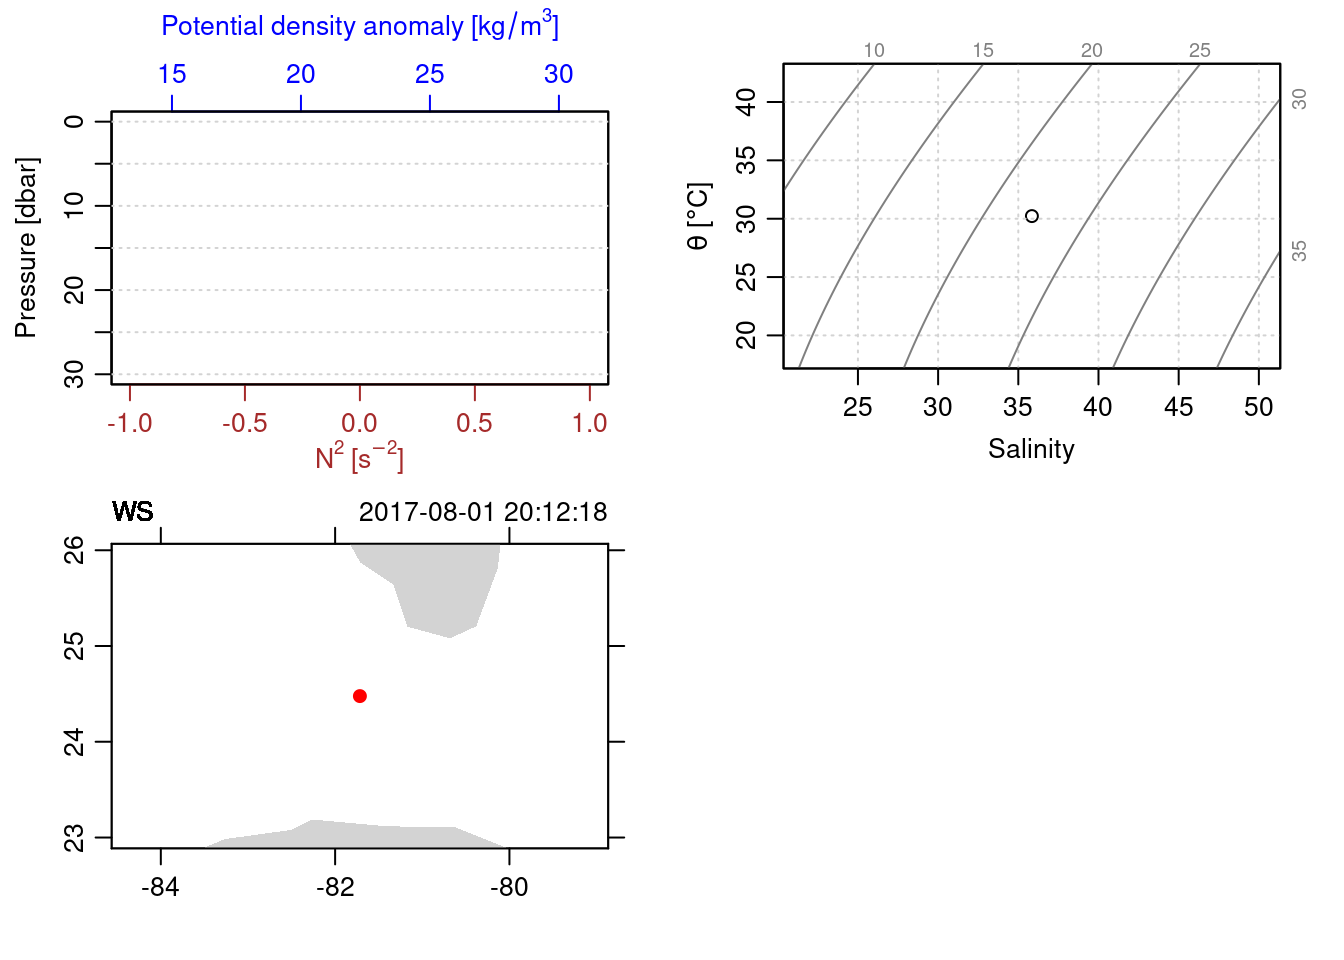 Potential density anomaly [kg/m³]
15 20 25 30
0
10
20
30
Pressure [dbar]
-1.0 -0.5 0.0 0.5 1.0
N² [s⁻²]
10 15 20 25
30
35
40
35
30
25
20
θ [°C]
25 30 35 40 45 50
Salinity
WS 2017-08-01 20:12:18
26
25
24
23
-84 -82 -80